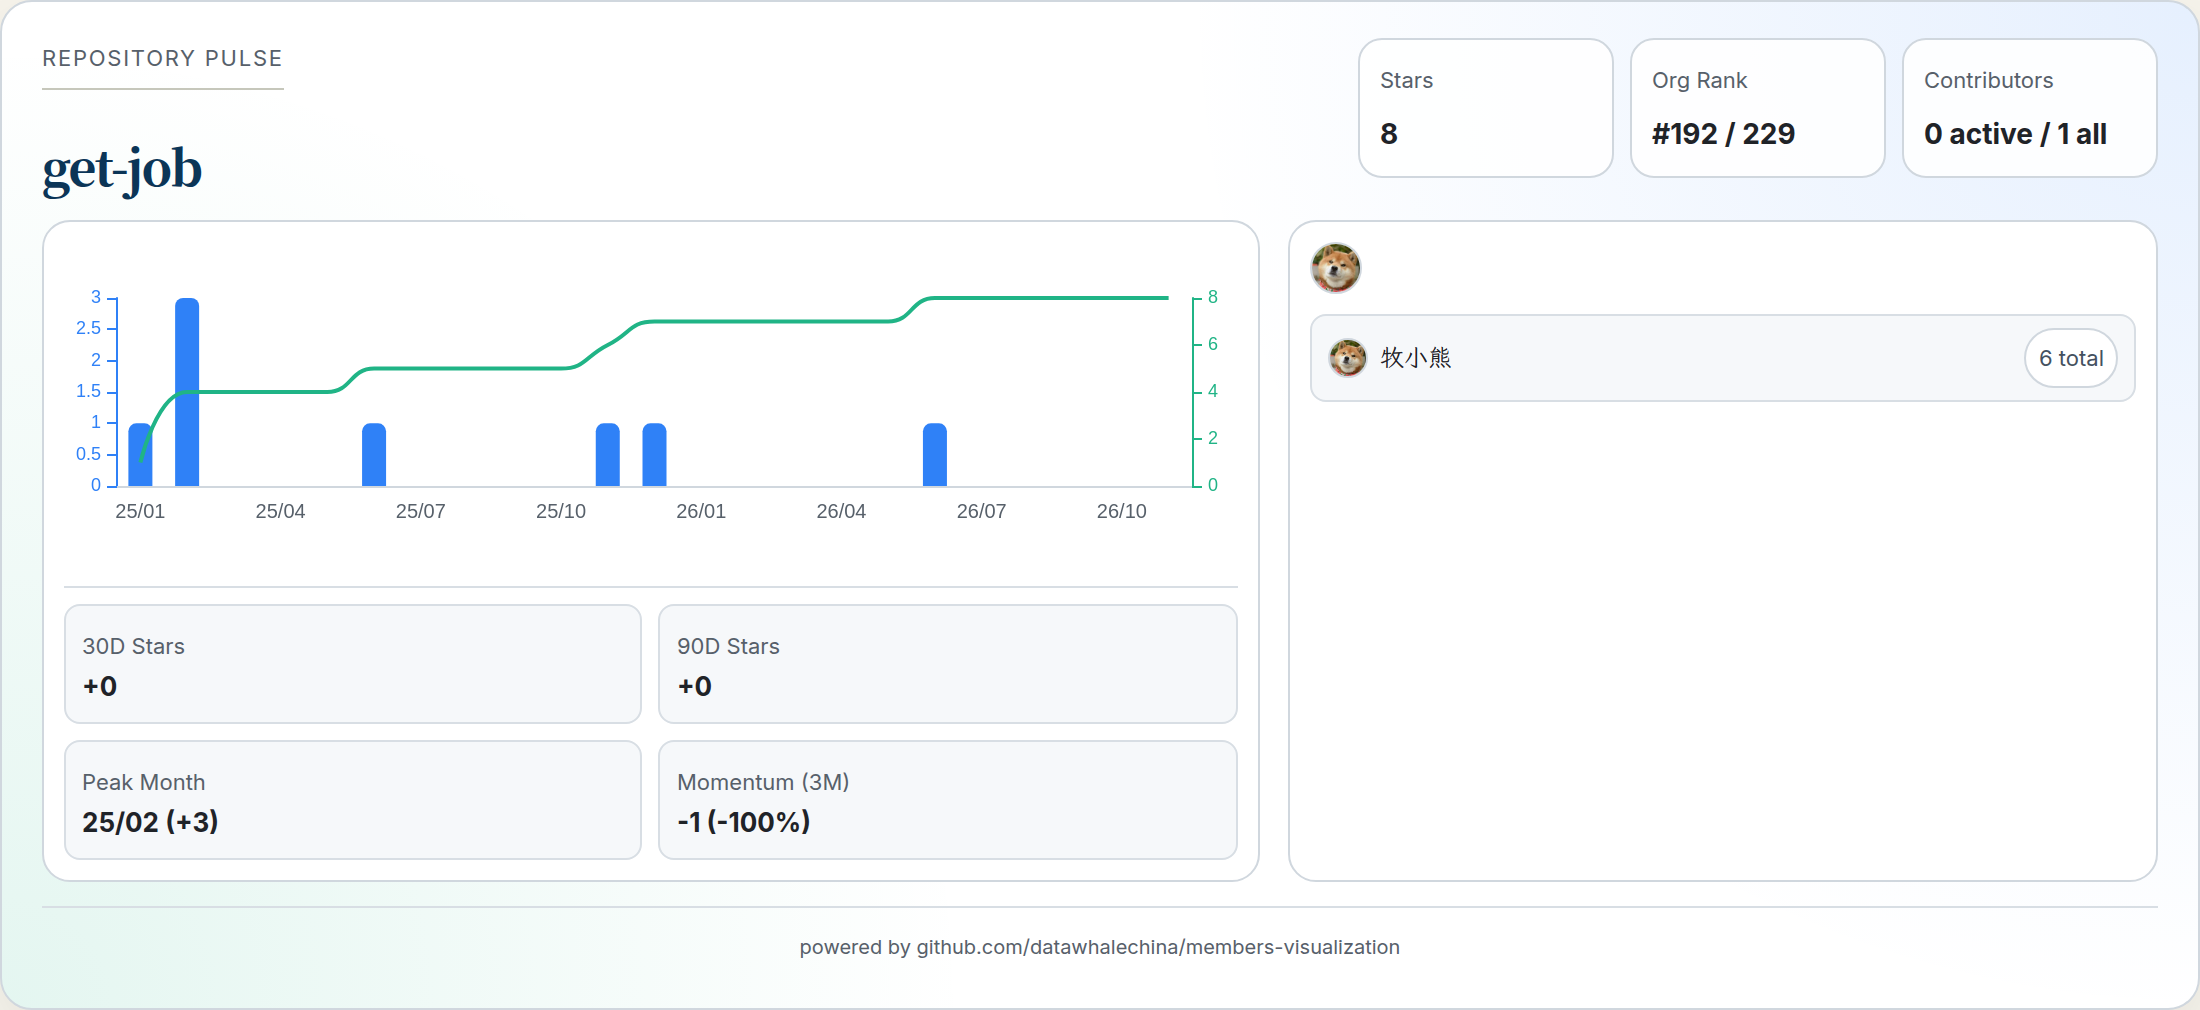 REPOSITORY PULSE
get-job
Stars
8
Org Rank
#192 / 229
Contributors
0 active / 1 all
3
2.5
2
1.5
1
0.5
0
8
6
4
2
0
25/01
25/04
25/07
25/10
26/01
26/04
26/07
26/10
30D Stars
+0
90D Stars
+0
Peak Month
25/02 (+3)
Momentum (3M)
-1 (-100%)
牧小熊
6 total
powered by github.com/datawhalechina/members-visualization